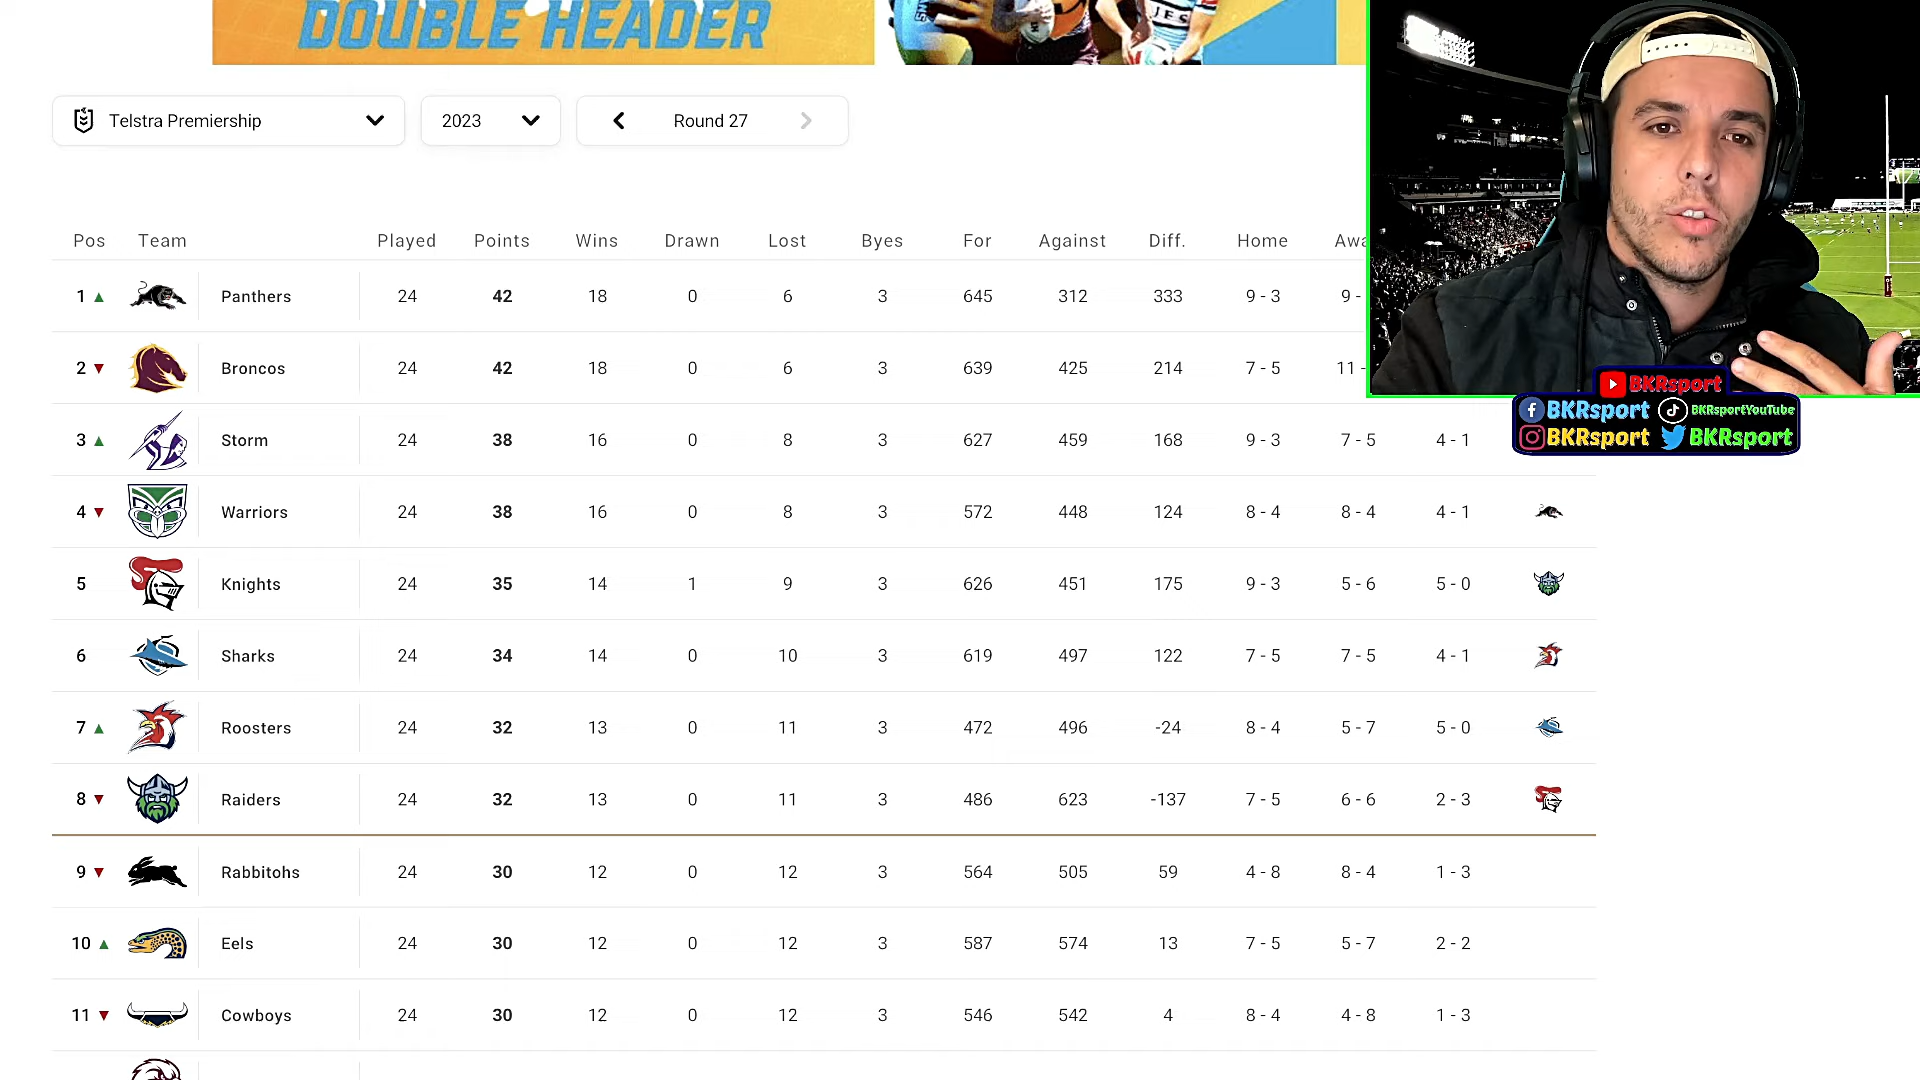 DOUBLE HEADER
JES
Telstra Premiership 2023 Round 27
Pos Team Played Points Wins Drawn Lost Byes For Against Diff. Home
1 Panthers 24 42 18 0 6 3 645 312 333 9 - 3 9 -
2 Broncos 24 42 18 0 6 3 639 425 214 7 - 5 11 -
3 Storm 24 38 16 0 8 3 627 459 168 9 - 3 7 - 5 4 - 1
4 Warriors 24 38 16 0 8 3 572 448 124 8 - 4 8 - 4 4 - 1
5 Knights 24 35 14 1 9 3 626 451 175 9 - 3 5 - 6 5 - 0
6 Sharks 24 34 14 0 10 3 619 497 122 7 - 5 7 - 5 4 - 1
7 Roosters 24 32 13 0 11 3 472 496 -24 8 - 4 5 - 7 5 - 0
8 Raiders 24 32 13 0 11 3 486 623 -137 7 - 5 6 - 6 2 - 3
9 Rabbitohs 24 30 12 0 12 3 564 505 59 4 - 8 8 - 4 1 - 3
10 Eels 24 30 12 0 12 3 587 574 13 7 - 5 5 - 7 2 - 2
11 Cowboys 24 30 12 0 12 3 546 542 4 8 - 4 4 - 8 1 - 3
BKRsport
BKRsport BKRsportYouTube
BKRsport BKRsport